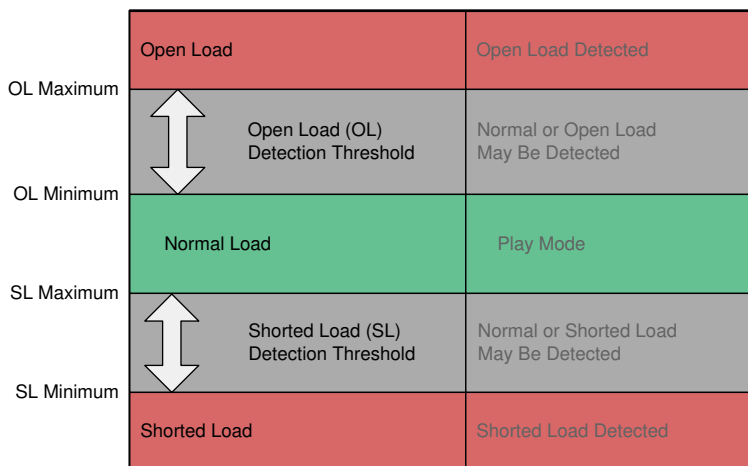 Open Load
Open Load Detected
OL Maximum
Open Load (OL)
Detection Threshold
Normal or Open Load
May Be Detected
OL Minimum
Normal Load
Play Mode
SL Maximum
Shorted Load (SL)
Detection Threshold
Normal or Shorted Load
May Be Detected
SL Minimum
Shorted Load
Shorted Load Detected